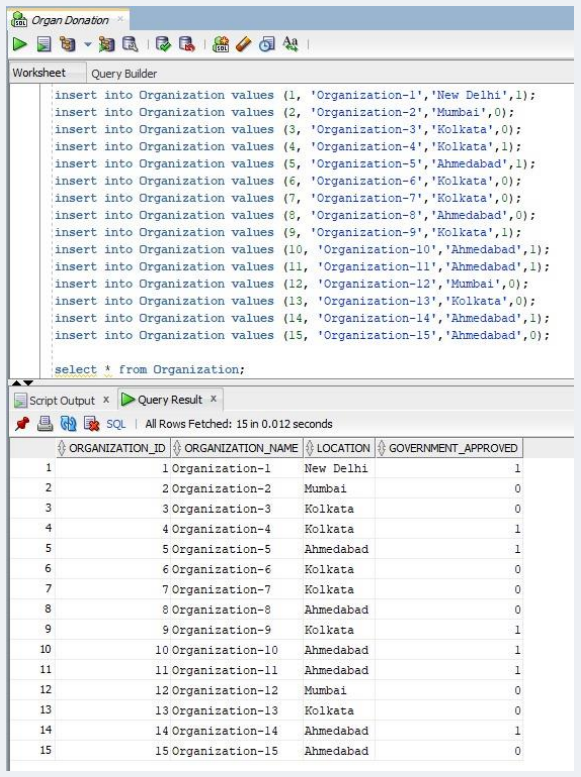 Organ Donation
Worksheet Query Builder
insert into Organization values (1, 'Organization-1','New Delhi',1);
insert into Organization values (2, 'Organization-2','Mumbai',0);
insert into Organization values (3, 'Organization-3','Kolkata',0);
insert into Organization values (4, 'Organization-4','Kolkata',1);
insert into Organization values (5, 'Organization-5','Ahmedabad',1);
insert into Organization values (6, 'Organization-6','Kolkata',0);
insert into Organization values (7, 'Organization-7','Kolkata',0);
insert into Organization values (8, 'Organization-8','Ahmedabad',0);
insert into Organization values (9, 'Organization-9','Kolkata',1);
insert into Organization values (10, 'Organization-10','Ahmedabad',1);
insert into Organization values (11, 'Organization-11','Ahmedabad',1);
insert into Organization values (12, 'Organization-12','Mumbai',0);
insert into Organization values (13, 'Organization-13','Kolkata',0);
insert into Organization values (14, 'Organization-14','Ahmedabad',1);
insert into Organization values (15, 'Organization-15','Ahmedabad',0);
select * from Organization;
Script Output x Query Result x
SQL | All Rows Fetched: 15 in 0.012 seconds
ORGANIZATION_ID ORGANIZATION_NAME LOCATION GOVERNMENT_APPROVED
1 1 Organization-1 New Delhi 1
2 2 Organization-2 Mumbai 0
3 3 Organization-3 Kolkata 0
4 4 Organization-4 Kolkata 1
5 5 Organization-5 Ahmedabad 1
6 6 Organization-6 Kolkata 0
7 7 Organization-7 Kolkata 0
8 8 Organization-8 Ahmedabad 0
9 9 Organization-9 Kolkata 1
10 10 Organization-10 Ahmedabad 1
11 11 Organization-11 Ahmedabad 1
12 12 Organization-12 Mumbai 0
13 13 Organization-13 Kolkata 0
14 14 Organization-14 Ahmedabad 1
15 15 Organization-15 Ahmedabad 0